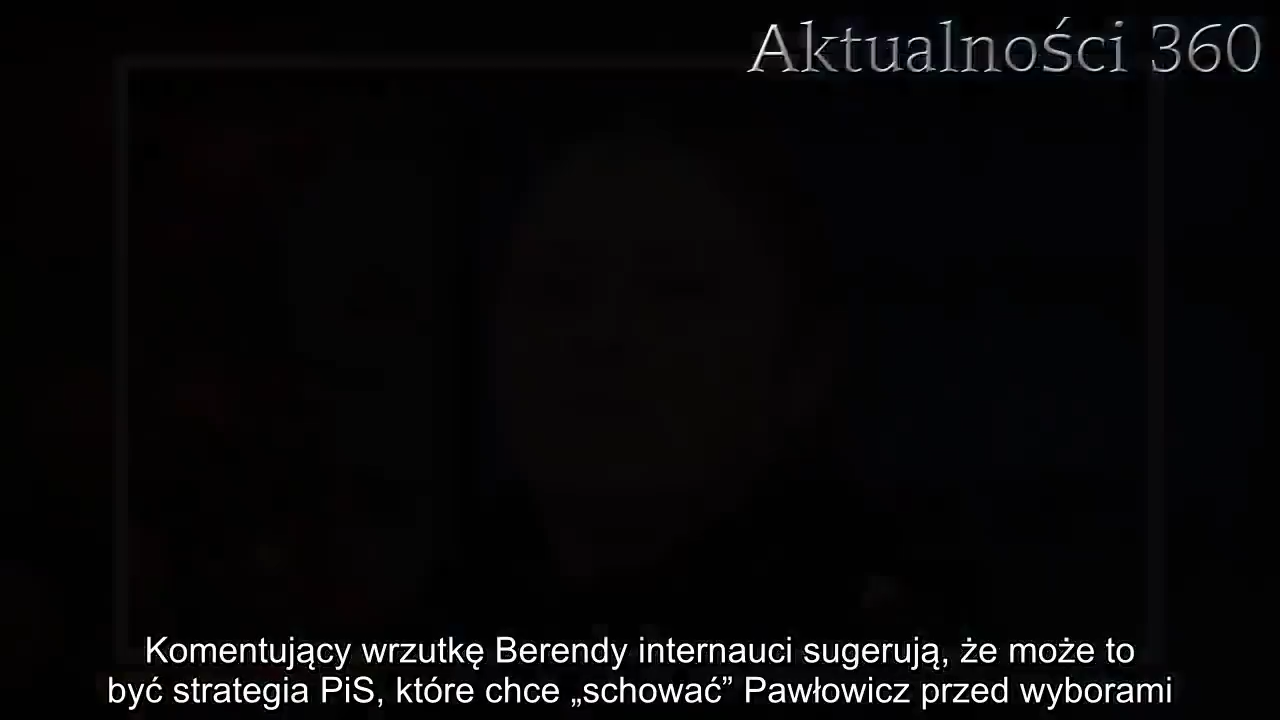 Aktualności 360
Komentujący wrzutkę Berendy internauci sugerują, że może to
być strategia PiS, które chce „schować” Pawłowicz przed wyborami